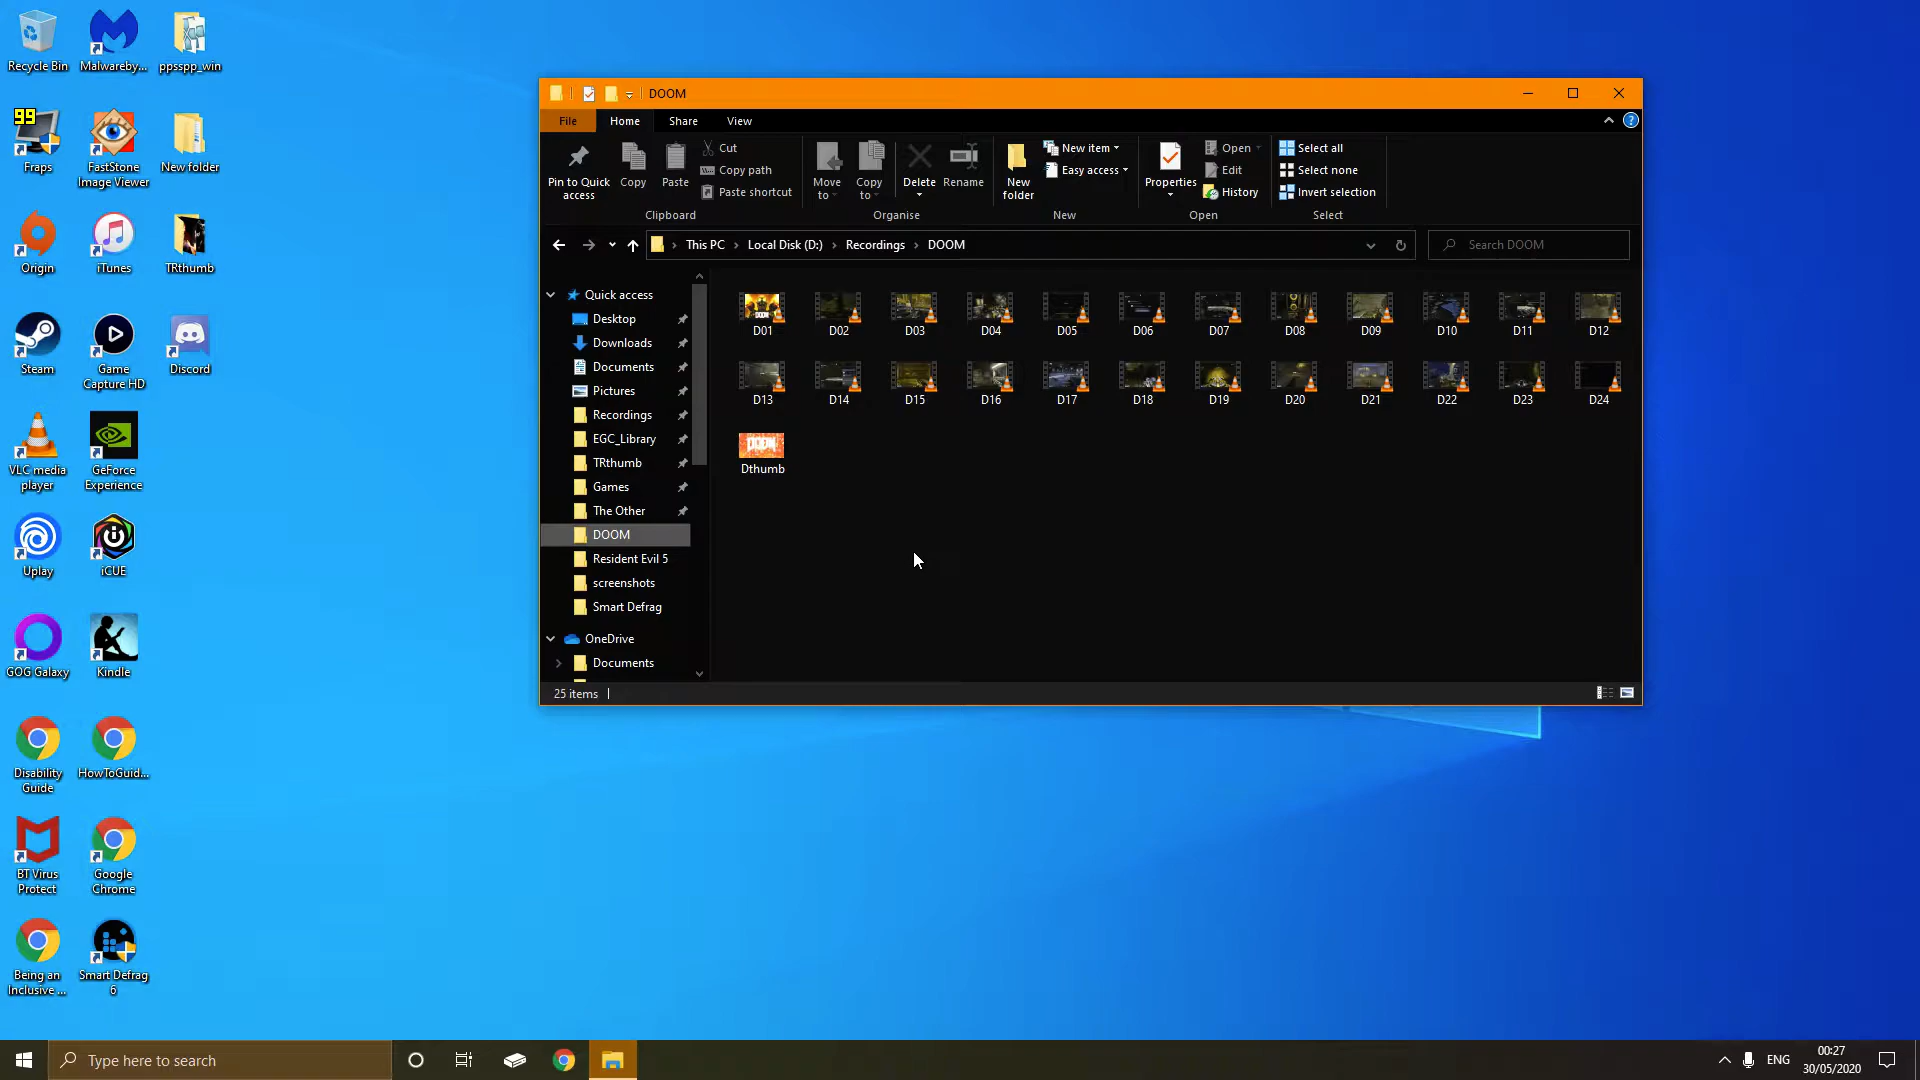 Recycle Bin
Malwareby...
ppsspp_win
99
Fraps
FastStone
Image Viewer
New folder
Origin
iTunes
TRthumb
Steam
Game
Capture HD
Discord
VLC media
player
GeForce
Experience
Uplay
iCUE
GOG Galaxy
Kindle
Disability
Guide
HowToGuid...
BT Virus
Protect
Google
Chrome
Being an
Inclusive ...
Smart Defrag
6
DOOM
File Home Share View
Pin to Quick
access
Copy
Paste
Cut
Copy path
Paste shortcut
Clipboard
Move
to
Copy
to
Delete
Rename
Organise
New
folder
New item
Easy access
New
Properties
Open
Edit
History
Open
Select all
Select none
Invert selection
Select
This PC > Local Disk (D:) > Recordings > DOOM
Search DOOM
Quick access
Desktop
Downloads
Documents
Pictures
Recordings
EGC_Library
TRthumb
Games
The Other
DOOM
Resident Evil 5
screenshots
Smart Defrag
OneDrive
Documents
D01 D02 D03 D04 D05 D06 D07 D08 D09 D10 D11 D12
D13 D14 D15 D16 D17 D18 D19 D20 D21 D22 D23 D24
DOOM
Dthumb
25 items
Type here to search
ENG
00:27
30/05/2020